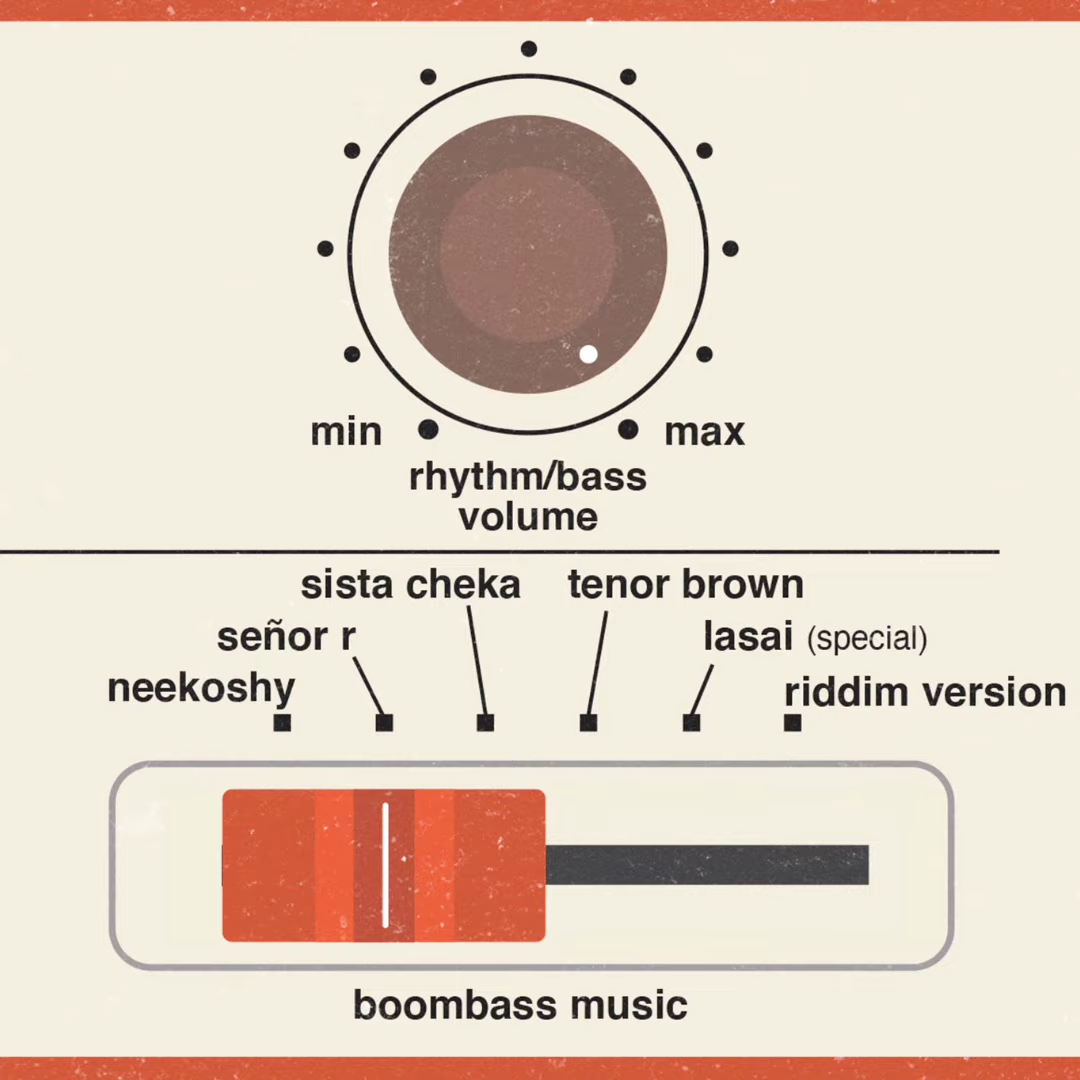 min
max
rhythm/bass
volume
sista cheka
tenor brown
señor r
lasai (special)
neekoshy
riddim version
boombass music